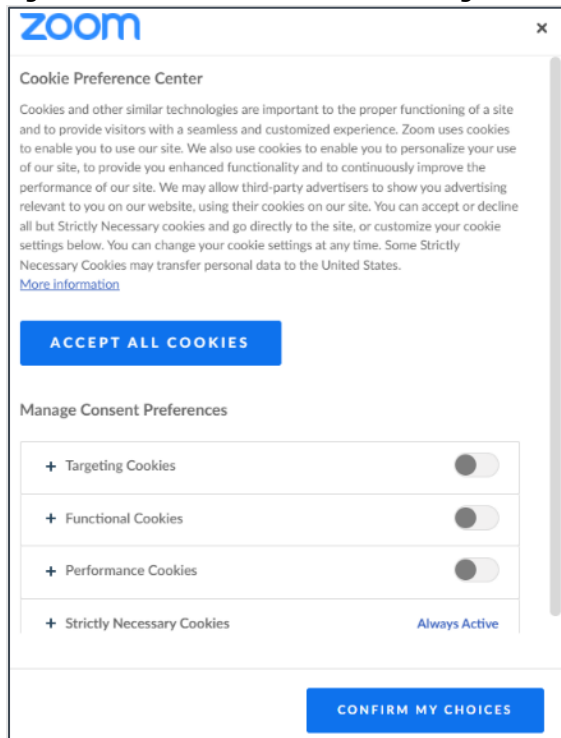 zoom
×
Cookie Preference Center
Cookies and other similar technologies are important to the proper functioning of a site
and to provide visitors with a seamless and customized experience. Zoom uses cookies
to enable you to use our site. We also use cookies to enable you to personalize your use
of our site, to provide you enhanced functionality and to continuously improve the
performance of our site. We may allow third-party advertisers to show you advertising
relevant to you on our website, using their cookies on our site. You can accept or decline
all but Strictly Necessary cookies and go directly to the site, or customize your cookie
settings below. You can change your cookie settings at any time. Some Strictly
Necessary Cookies may transfer personal data to the United States.
More information
ACCEPT ALL COOKIES
Manage Consent Preferences
+ Targeting Cookies
+ Functional Cookies
+ Performance Cookies
+ Strictly Necessary Cookies Always Active
CONFIRM MY CHOICES